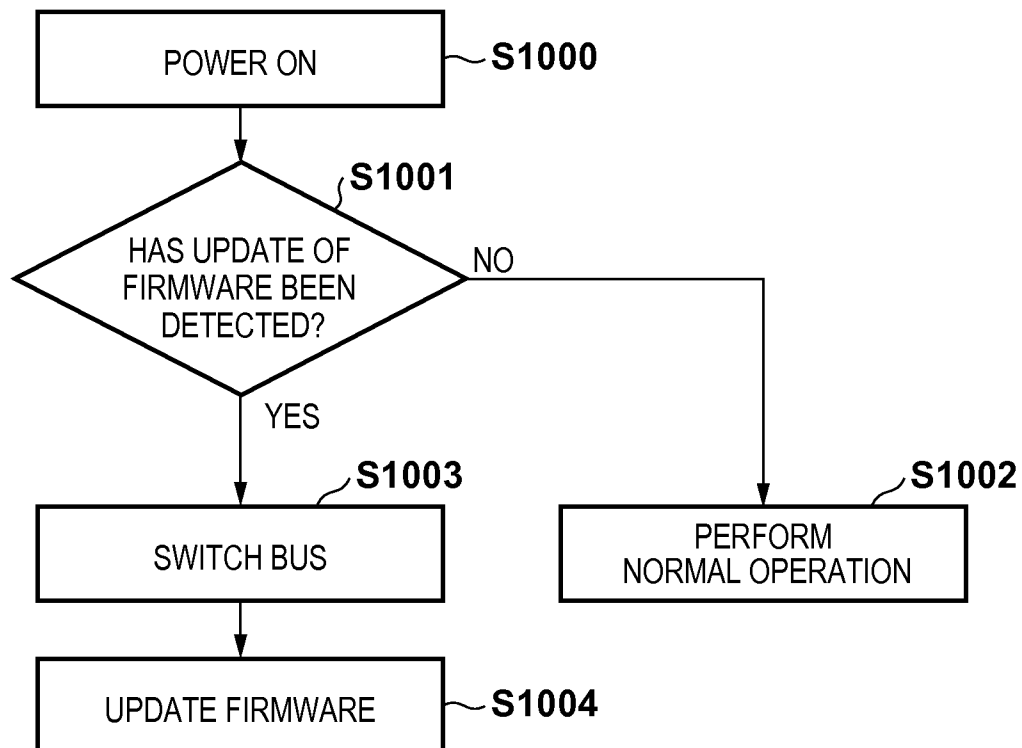 POWER ON
S1000
S1001
HAS UPDATE OF
FIRMWARE BEEN
DETECTED?
NO
YES
S1003
SWITCH BUS
S1002
PERFORM
NORMAL OPERATION
UPDATE FIRMWARE
S1004